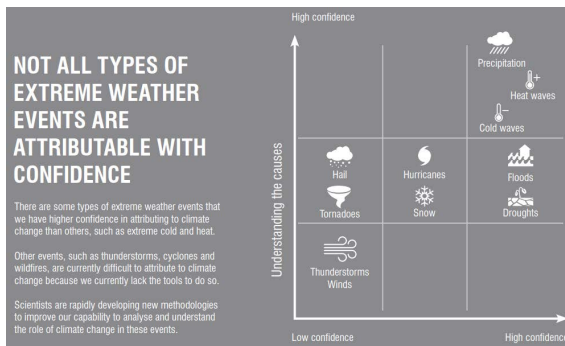 NOT ALL TYPES OF
EXTREME WEATHER
EVENTS ARE
ATTRIBUTABLE WITH
CONFIDENCE
There are some types of extreme weather events that
we have higher confidence in attributing to climate
change than others, such as extreme cold and heat.
Other events, such as thunderstorms, cyclones and
wildfires, are currently difficult to attribute to climate
change because we currently lack the tools to do so.
Scientists are rapidly developing new methodologies
to improve our capability to analyse and understand
the role of climate change in these events.
High confidence
Understanding the causes
Precipitation
Heat waves
Cold waves
Hail
Hurricanes
Floods
Tornadoes
Snow
Droughts
Thunderstorms
Winds
Low confidence
High confidence